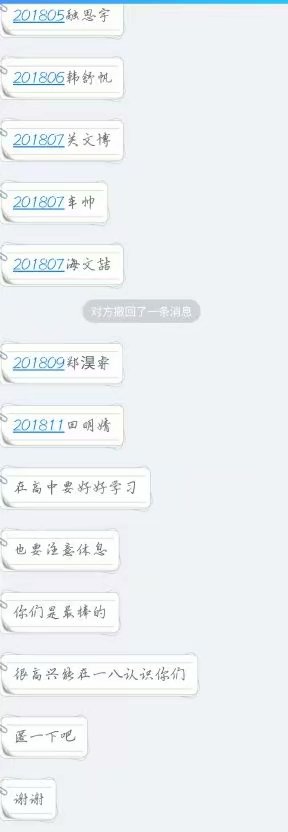 201805融思宇
201806韩舒帆
201807关文博
201807车帅
201807海文喆
对方撤回了一条消息
201809郑淏睿
201811田明婧
在高中要好好学习
也要注意休息
你们是最棒的
很高兴能在一八认识你们
匿一下吧
谢谢